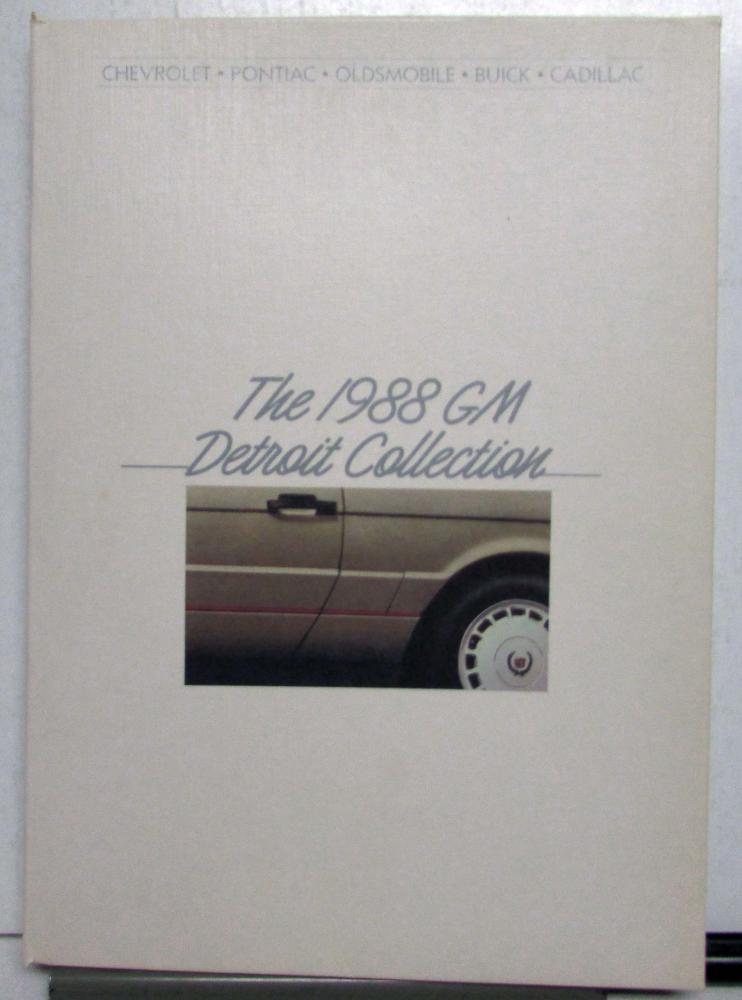 CHEVROLET • PONTIAC • OLDSMOBILE • BUICK • CADILLAC
The 1988 GM
Detroit Collection